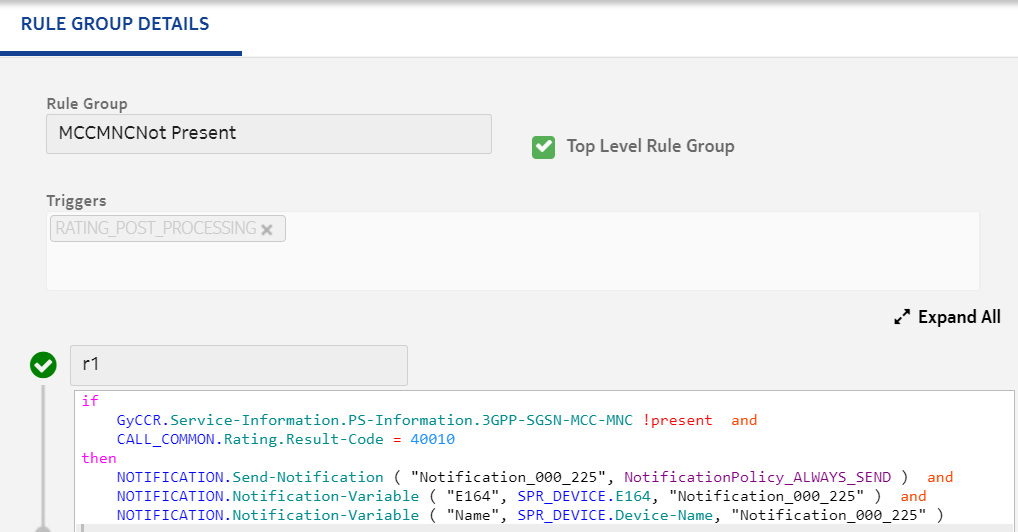 RULE GROUP DETAILS
Rule Group
MCCMNCNot Present
Top Level Rule Group
Triggers
RATING_POST_PROCESSING
Expand All
r1
if
GyCCR.Service-Information.PS-Information.3GPP-SGSN-MCC-MNC !present and
CALL_COMMON.Rating.Result-Code = 40010
then
NOTIFICATION.Send-Notification ( "Notification_000_225", NotificationPolicy_ALWAYS_SEND ) and
NOTIFICATION.Notification-Variable ( "E164", SPR_DEVICE.E164, "Notification_000_225" ) and
NOTIFICATION.Notification-Variable ( "Name", SPR_DEVICE.Device-Name, "Notification_000_225" )